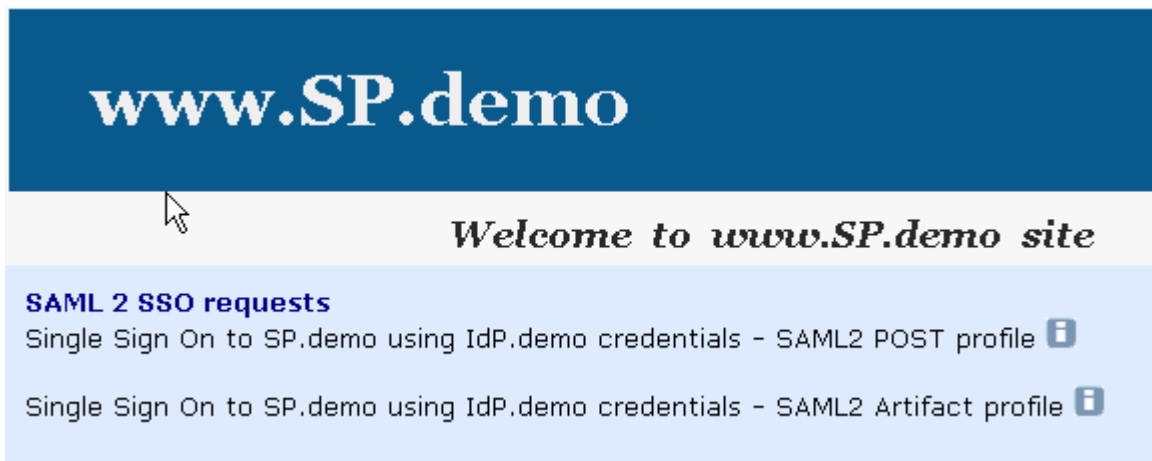 www.SP.demo
Welcome to www.SP.demo site
SAML 2 SSO requests
Single Sign On to SP.demo using IdP.demo credentials - SAML2 POST profile
Single Sign On to SP.demo using IdP.demo credentials - SAML2 Artifact profile